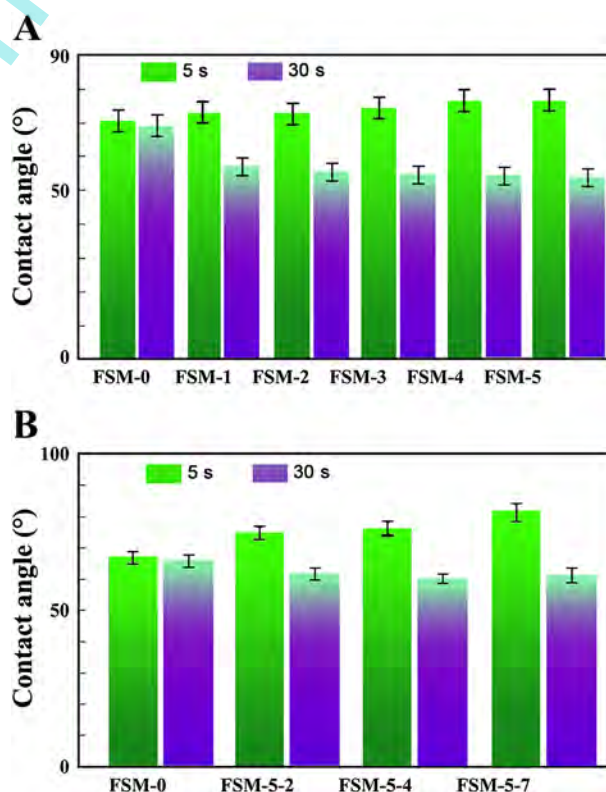 A
90
5 s 30 s
50
0
Contact angle (°)
FSM-0 FSM-1 FSM-2 FSM-3 FSM-4 FSM-5
B
100
5 s 30 s
50
0
Contact angle (°)
FSM-0 FSM-5-2 FSM-5-4 FSM-5-7